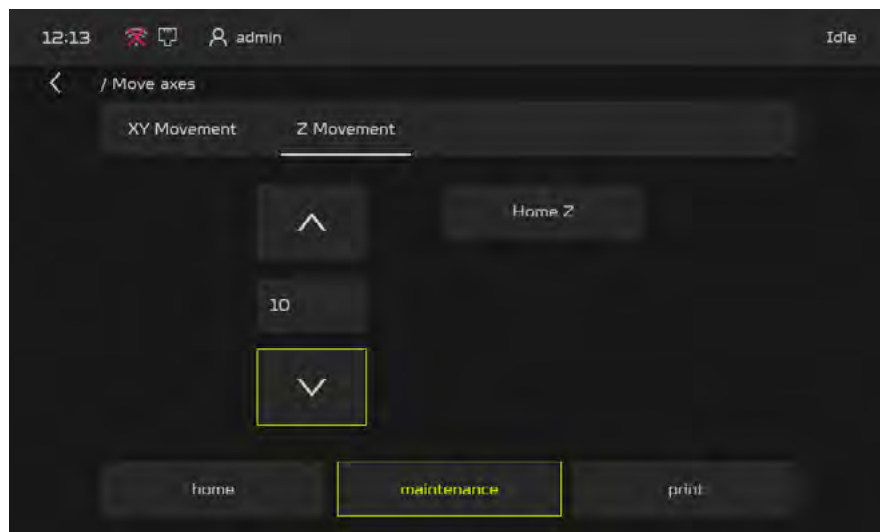 12:13 admin Idle
/ Move axes
XY Movement Z Movement
Home Z
10
home maintenance print